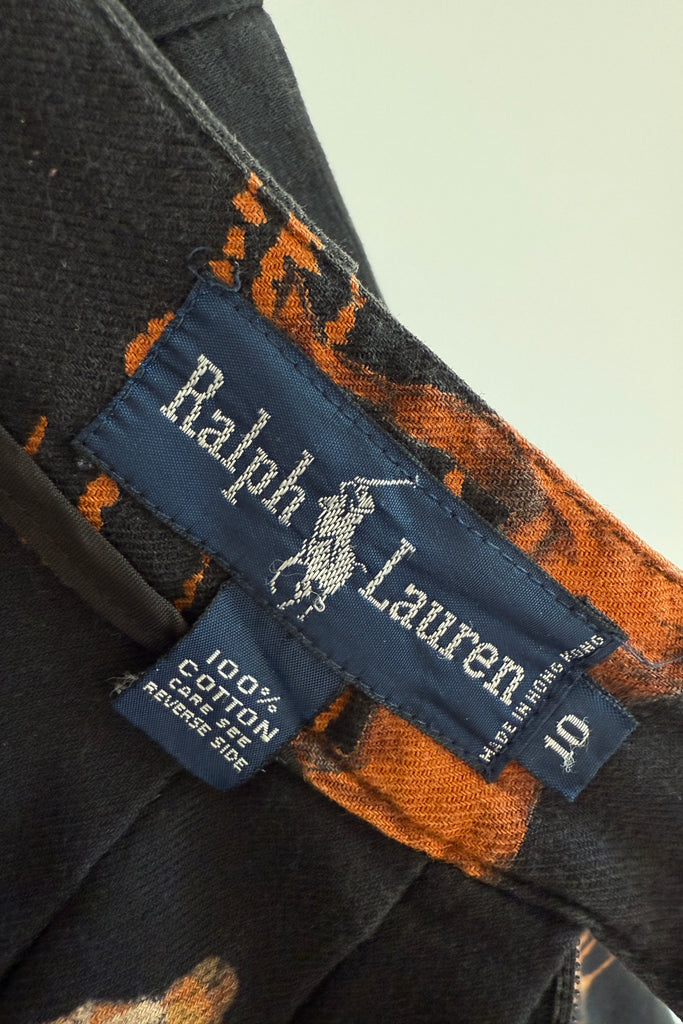 Ralph Lauren
MADE IN HONG KONG
10
100%
COTTON
CARE SEE
REVERSE SIDE